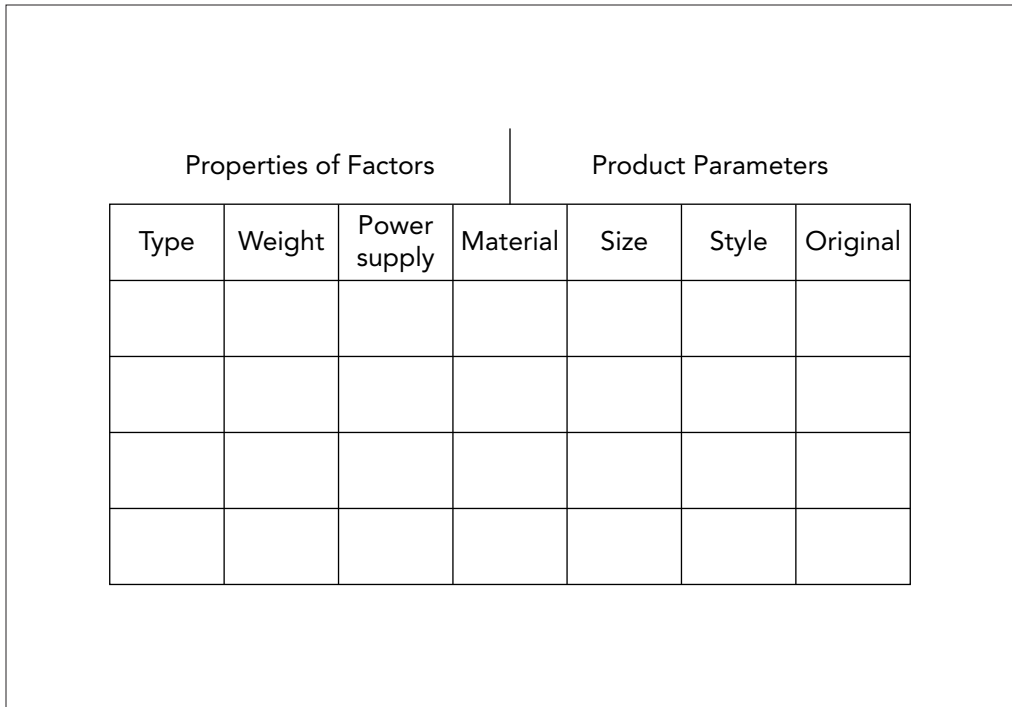 Properties of Factors Product Parameters
Type Weight Power supply Material Size Style Original